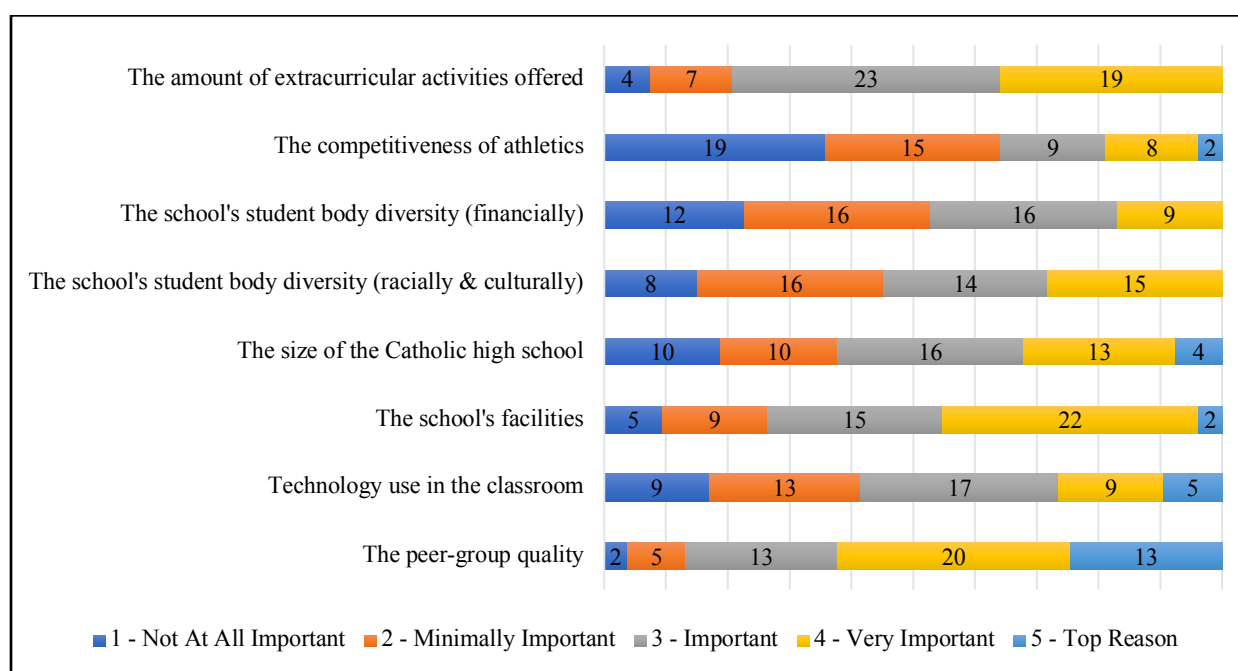 The amount of extracurricular activities offered 4 7 23 19
The competitiveness of athletics 19 15 9 8 2
The school's student body diversity (financially) 12 16 16 9
The school's student body diversity (racially & culturally) 8 16 14 15
The size of the Catholic high school 10 10 16 13 4
The school's facilities 5 9 15 22 2
Technology use in the classroom 9 13 17 9 5
The peer-group quality 2 5 13 20 13
1 - Not At All Important 2 - Minimally Important 3 - Important 4 - Very Important 5 - Top Reason